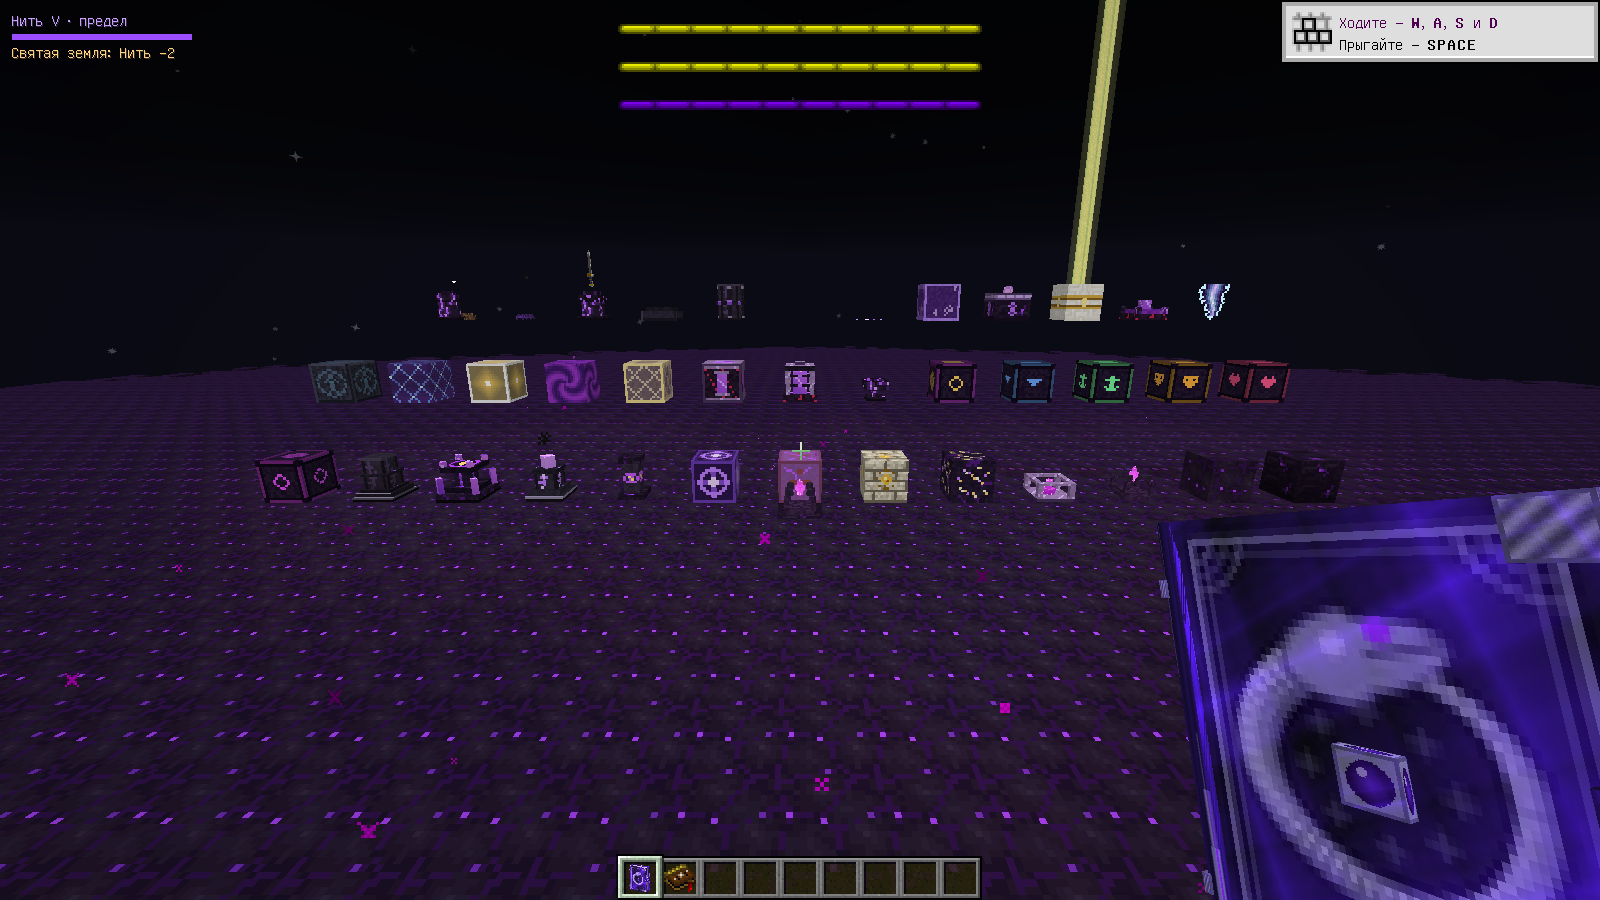 Нить V · предел
Святая земля: Нить -2
Ходите – W, A, S и D
Прыгайте – SPACE